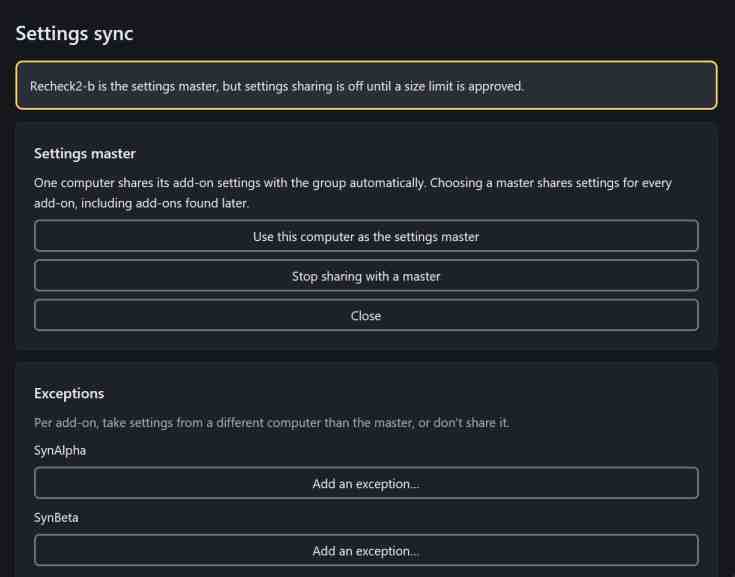 Settings sync
Recheck2-b is the settings master, but settings sharing is off until a size limit is approved.
Settings master
One computer shares its add-on settings with the group automatically. Choosing a master shares settings for every
add-on, including add-ons found later.
Use this computer as the settings master
Stop sharing with a master
Close
Exceptions
Per add-on, take settings from a different computer than the master, or don't share it.
SynAlpha
Add an exception...
SynBeta
Add an exception...